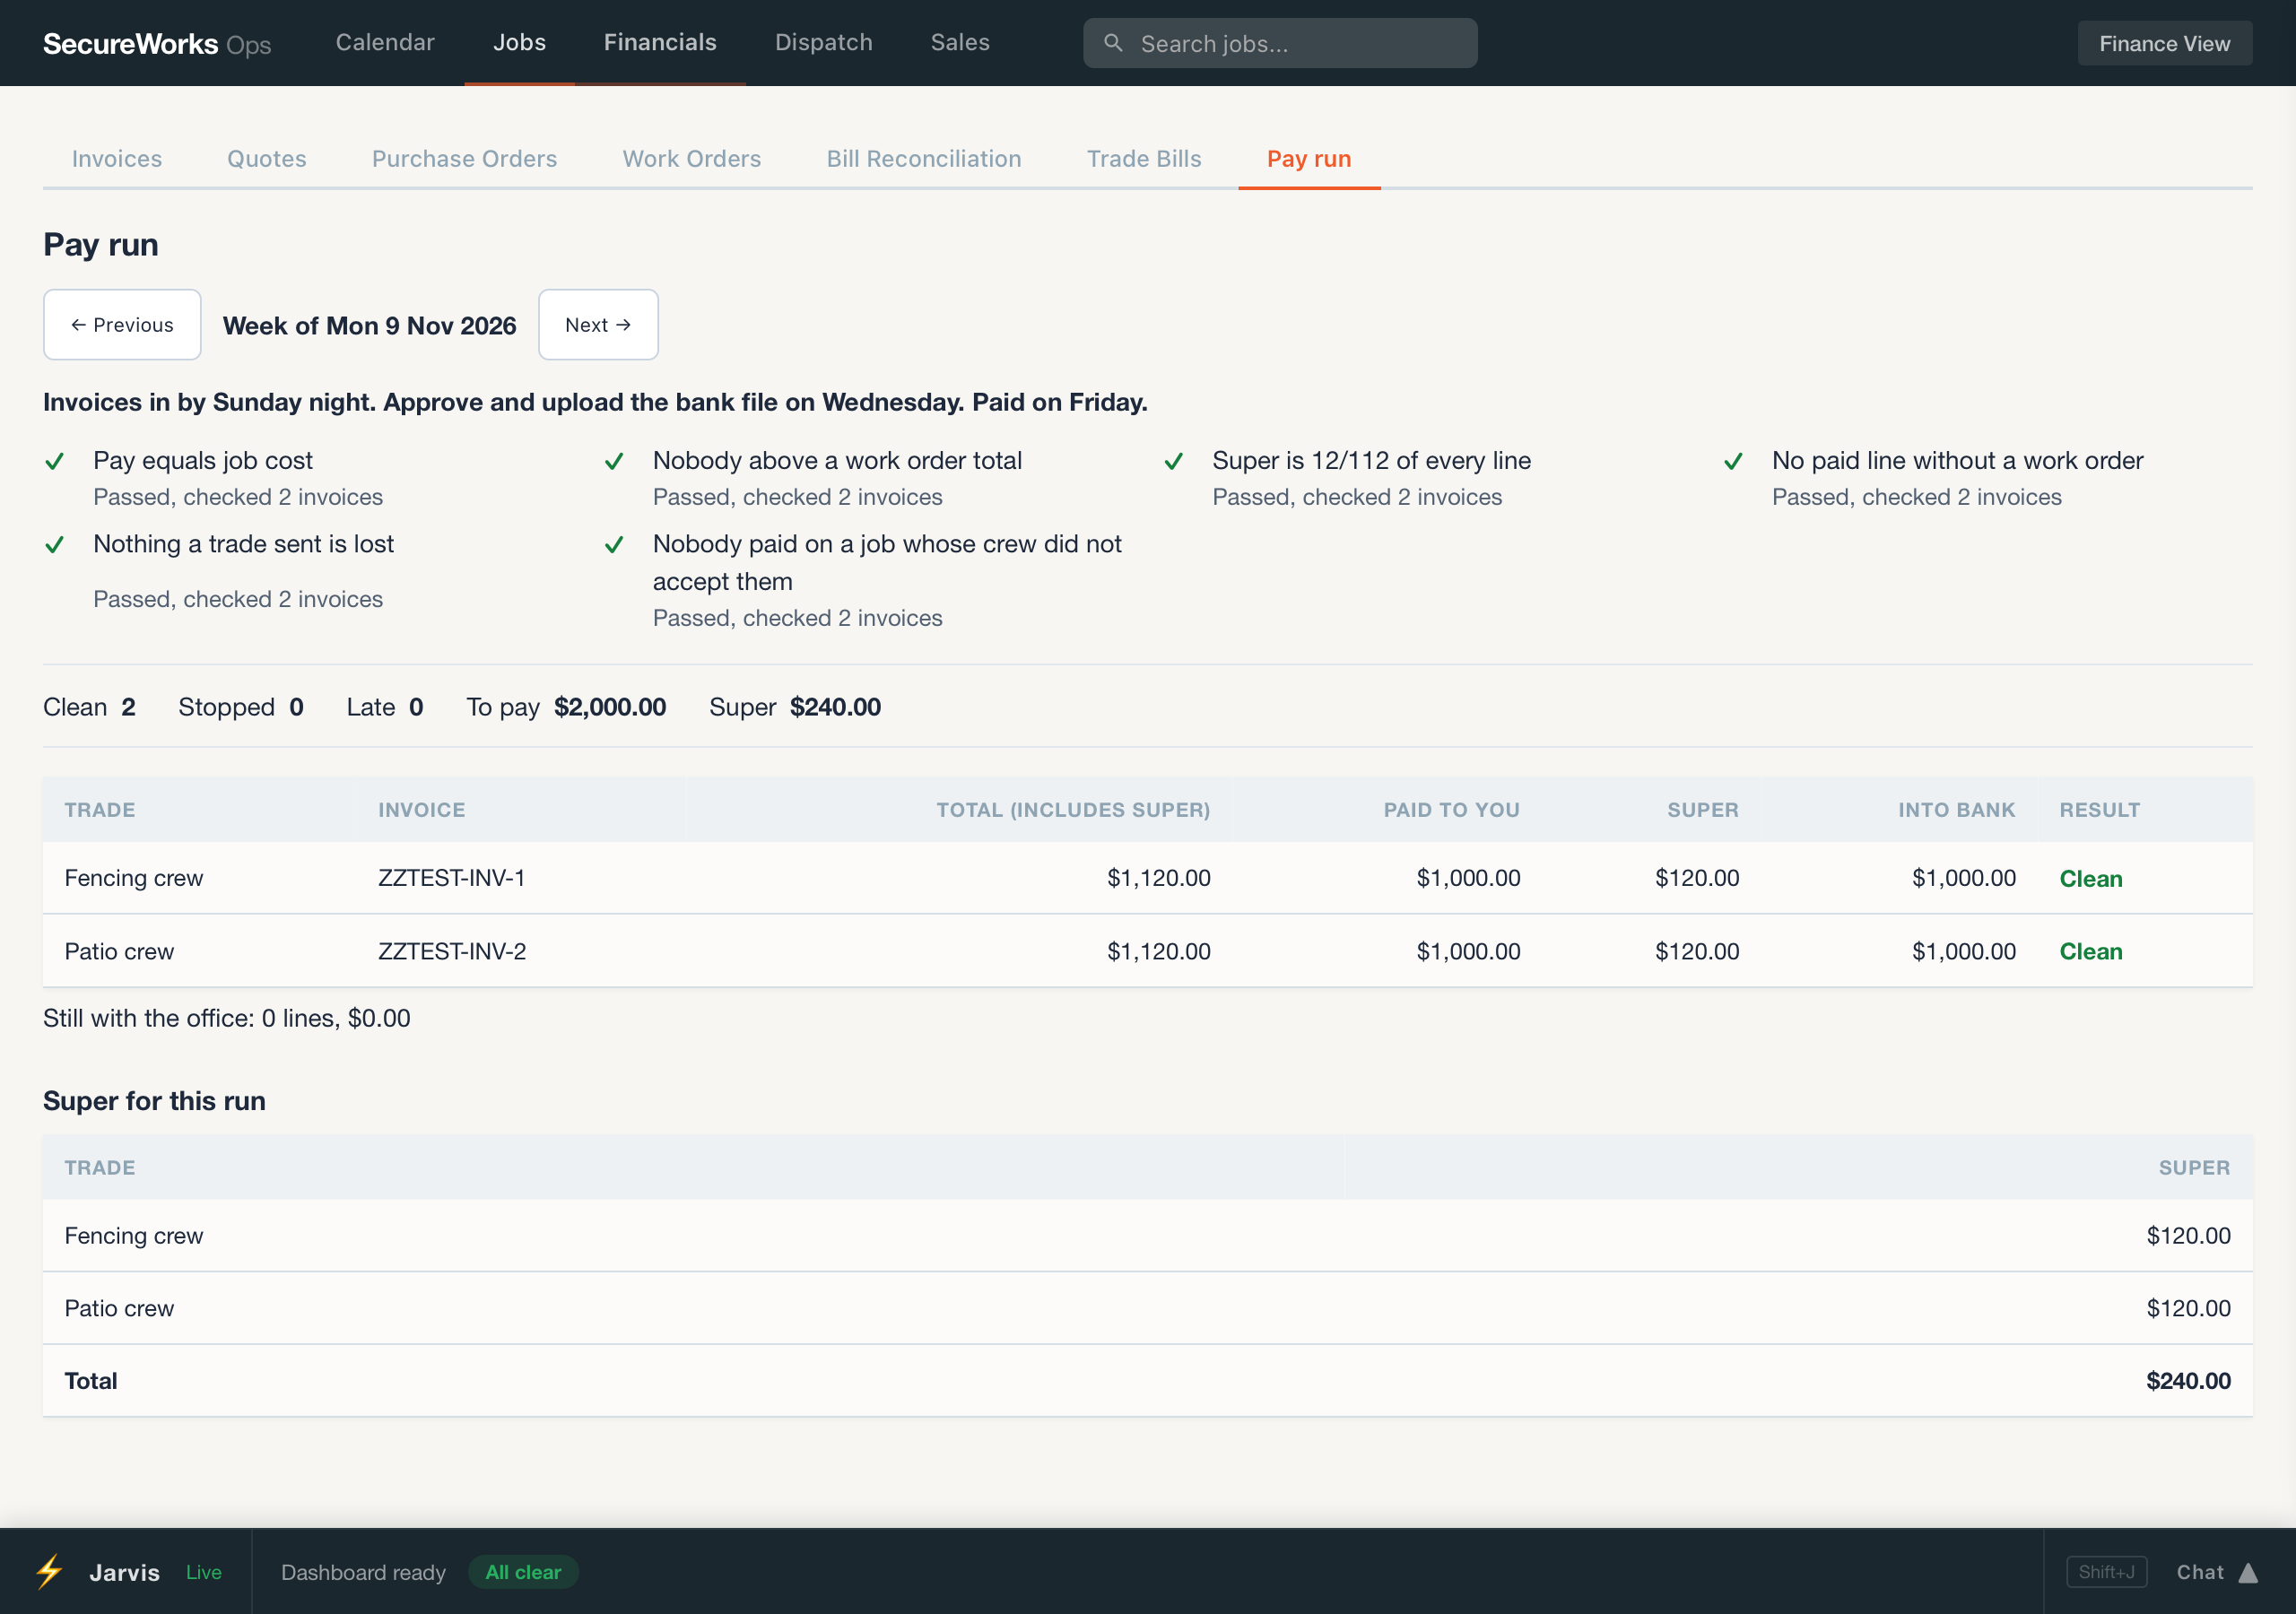 SecureWorks Ops Calendar Jobs Financials Dispatch Sales Search jobs... Finance View
Invoices Quotes Purchase Orders Work Orders Bill Reconciliation Trade Bills Pay run
Pay run
← Previous Week of Mon 9 Nov 2026 Next →
Invoices in by Sunday night. Approve and upload the bank file on Wednesday. Paid on Friday.
✓ Pay equals job cost
Passed, checked 2 invoices
✓ Nobody above a work order total
Passed, checked 2 invoices
✓ Super is 12/112 of every line
Passed, checked 2 invoices
✓ No paid line without a work order
Passed, checked 2 invoices
✓ Nothing a trade sent is lost
Passed, checked 2 invoices
✓ Nobody paid on a job whose crew did not
accept them
Passed, checked 2 invoices
Clean 2 Stopped 0 Late 0 To pay $2,000.00 Super $240.00
TRADE INVOICE TOTAL (INCLUDES SUPER) PAID TO YOU SUPER INTO BANK RESULT
Fencing crew ZZTEST-INV-1 $1,120.00 $1,000.00 $120.00 $1,000.00 Clean
Patio crew ZZTEST-INV-2 $1,120.00 $1,000.00 $120.00 $1,000.00 Clean
Still with the office: 0 lines, $0.00
Super for this run
TRADE SUPER
Fencing crew $120.00
Patio crew $120.00
Total $240.00
Jarvis Live Dashboard ready All clear Shift+J Chat